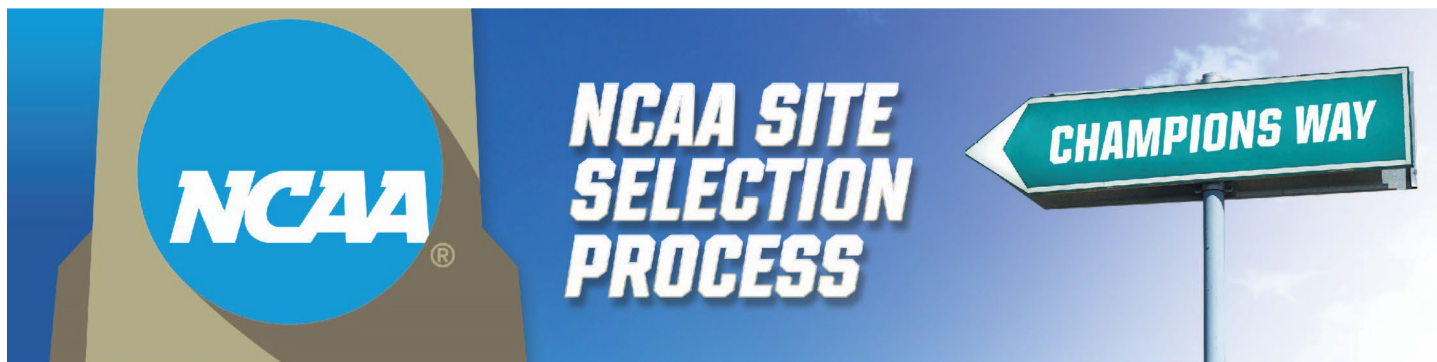 NCAA
®
NCAA SITE
SELECTION
PROCESS
CHAMPIONS WAY